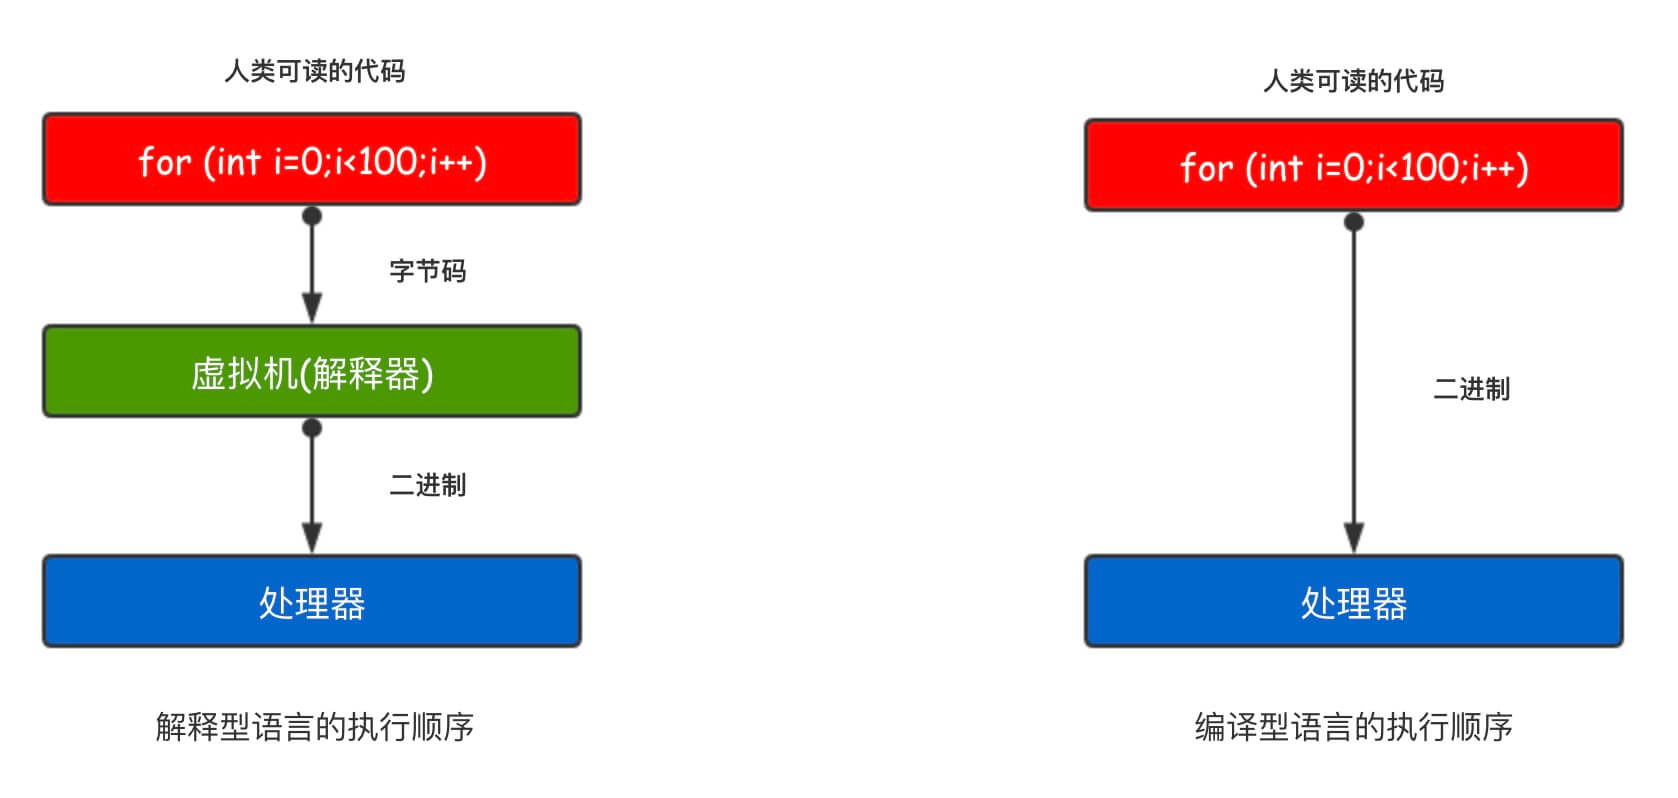 人类可读的代码
for (int i=0;i<100;i++)
字节码
虚拟机(解释器)
二进制
处理器
解释型语言的执行顺序
人类可读的代码
for (int i=0;i<100;i++)
二进制
处理器
编译型语言的执行顺序